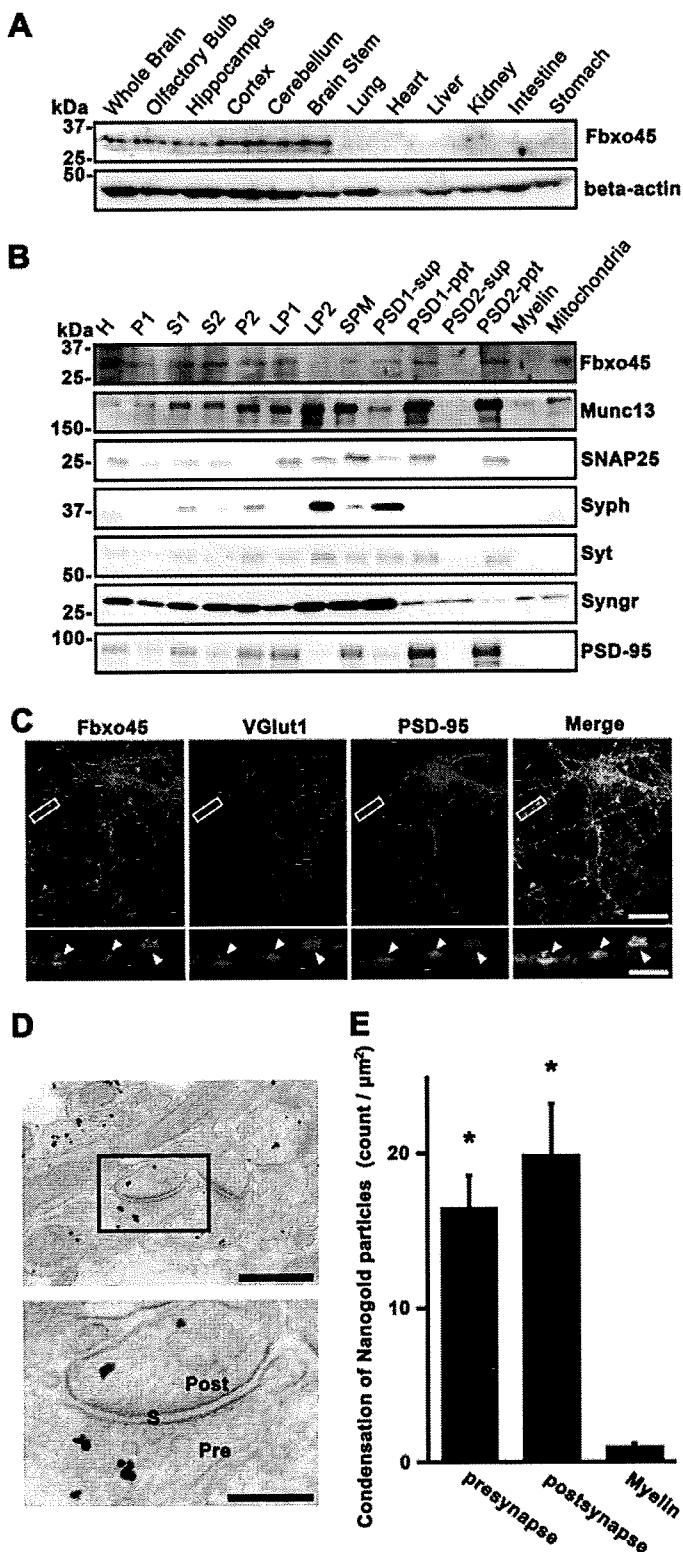 A
Whole Brain
Olfactory Bulb
Hippocampus
Cortex
Cerebellum
Brain Stem
Lung
Heart
Liver
Kidney
Intestine
Stomach
kDa
37-
25-
Fbxo45
50-
beta-actin
B
H
P1
S1
S2
P2
LP1
LP2
SPM
PSD1-sup
PSD1-ppt
PSD2-sup
PSD2-ppt
Myelin
Mitochondria
kDa
37-
25-
Fbxo45
150-
Munc13
25-
SNAP25
37-
Syph
50-
Syt
25-
Syngr
100-
PSD-95
C
Fbxo45
VGlut1
PSD-95
Merge
D
Post
S
Pre
E
Condensation of Nanogold particles (count / µm²)
20
10
0
*
*
presynapse
postsynapse
Myelin